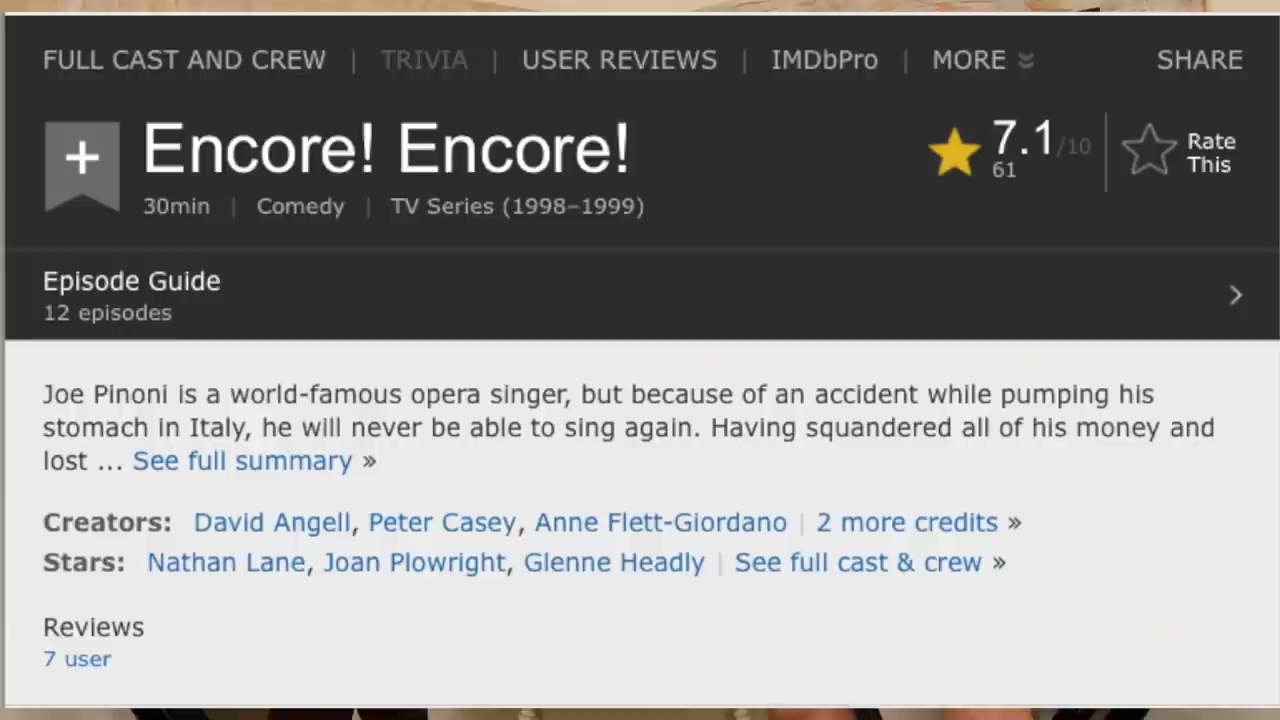 FULL CAST AND CREW | TRIVIA | USER REVIEWS | IMDbPro | MORE SHARE
+ Encore! Encore! 7.1/10 61 Rate This
30min | Comedy | TV Series (1998–1999)
Episode Guide
12 episodes
Joe Pinoni is a world-famous opera singer, but because of an accident while pumping his
stomach in Italy, he will never be able to sing again. Having squandered all of his money and
lost ... See full summary »
Creators: David Angell, Peter Casey, Anne Flett-Giordano | 2 more credits »
Stars: Nathan Lane, Joan Plowright, Glenne Headly | See full cast & crew »
Reviews
7 user